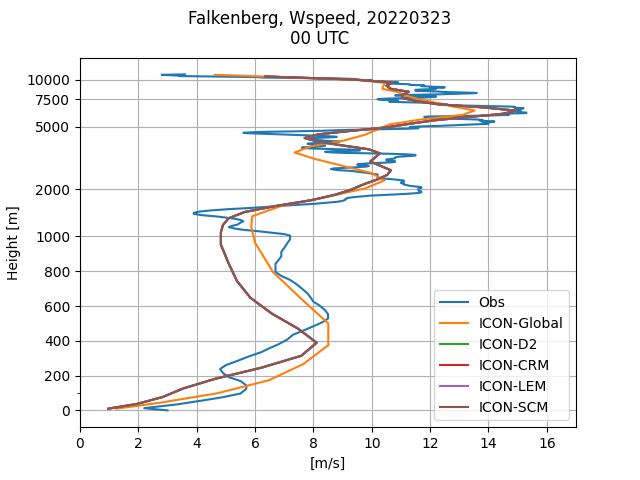 Falkenberg, Wspeed, 20220323
00 UTC
Height [m]
10000
7500
5000
2000
1000
800
600
400
200
0
Obs
ICON-Global
ICON-D2
ICON-CRM
ICON-LEM
ICON-SCM
0 2 4 6 8 10 12 14 16
[m/s]